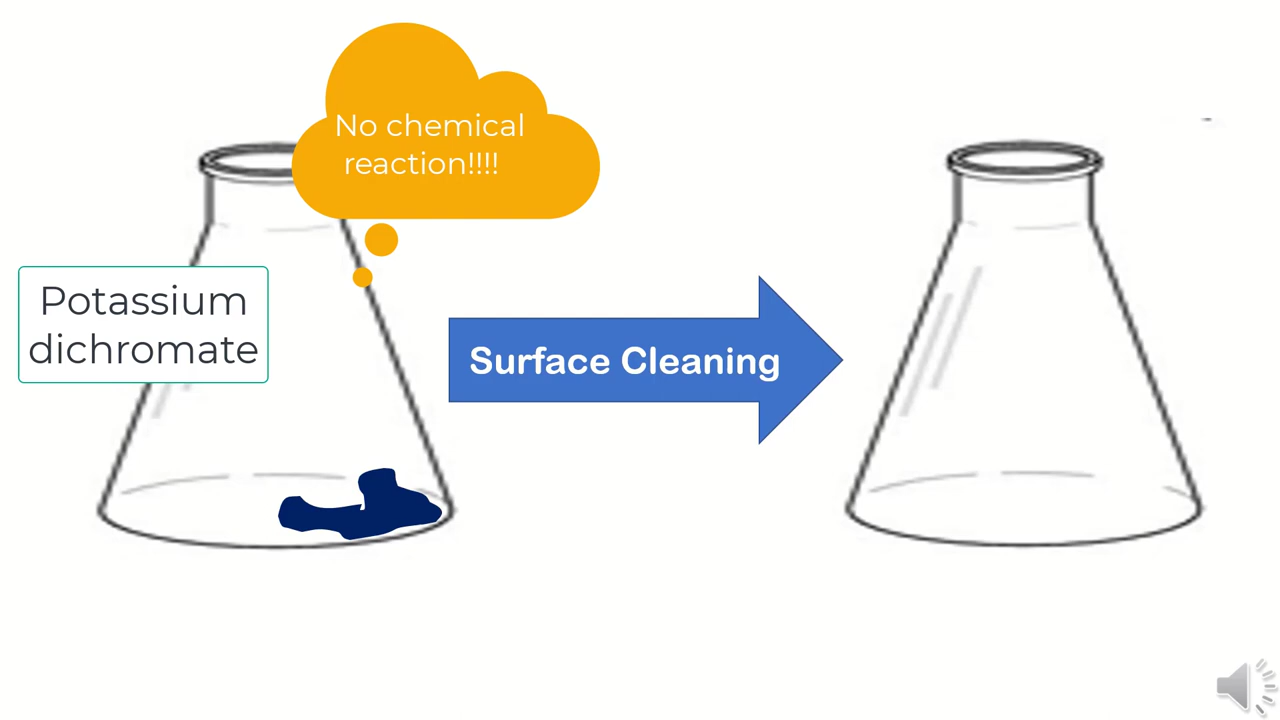 No chemical
reaction!!!!
Potassium
dichromate
Surface Cleaning